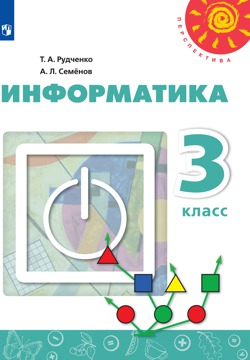 ПЕРСПЕКТИВА
Т. А. Рудченко
А. Л. Семёнов
ИНФОРМАТИКА
3
класс